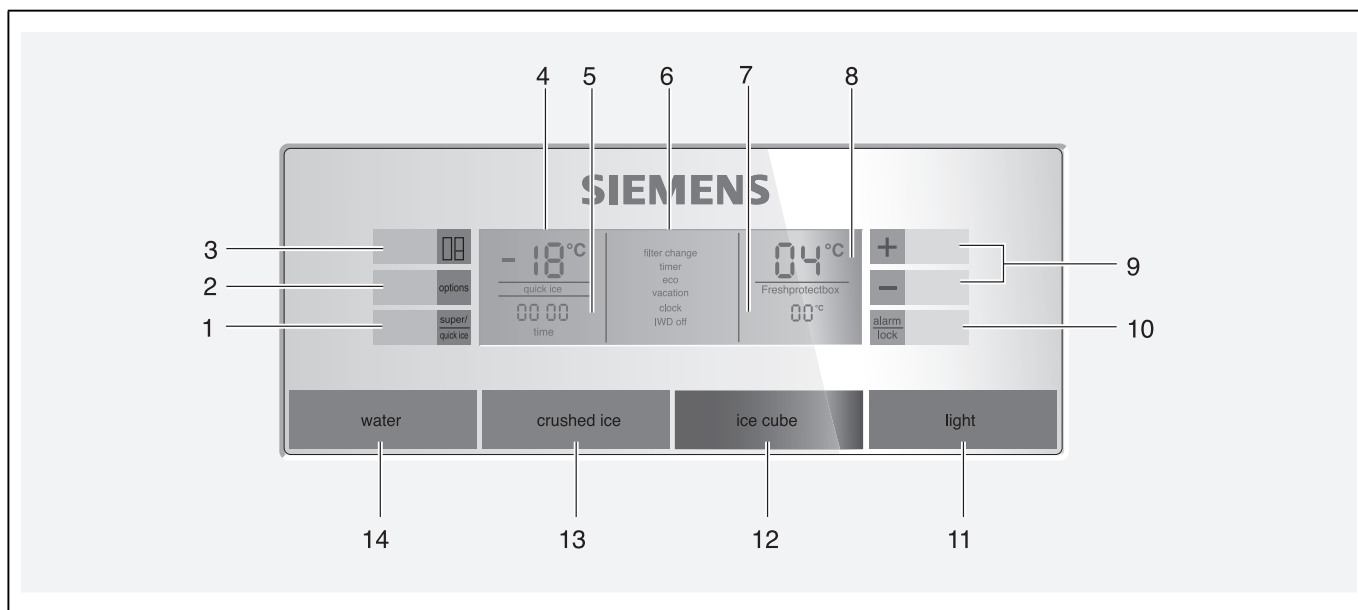 4 5 6 7 8
SIEMENS
3
2 options
1 super/
quick ice
-18°C
quick ice
00 00
time
filter change
timer
eco
vacation
clock
IWD off
04°C
Freshprotectbox
00°C
+
−
9
alarm
lock
10
water crushed ice ice cube light
14 13 12 11